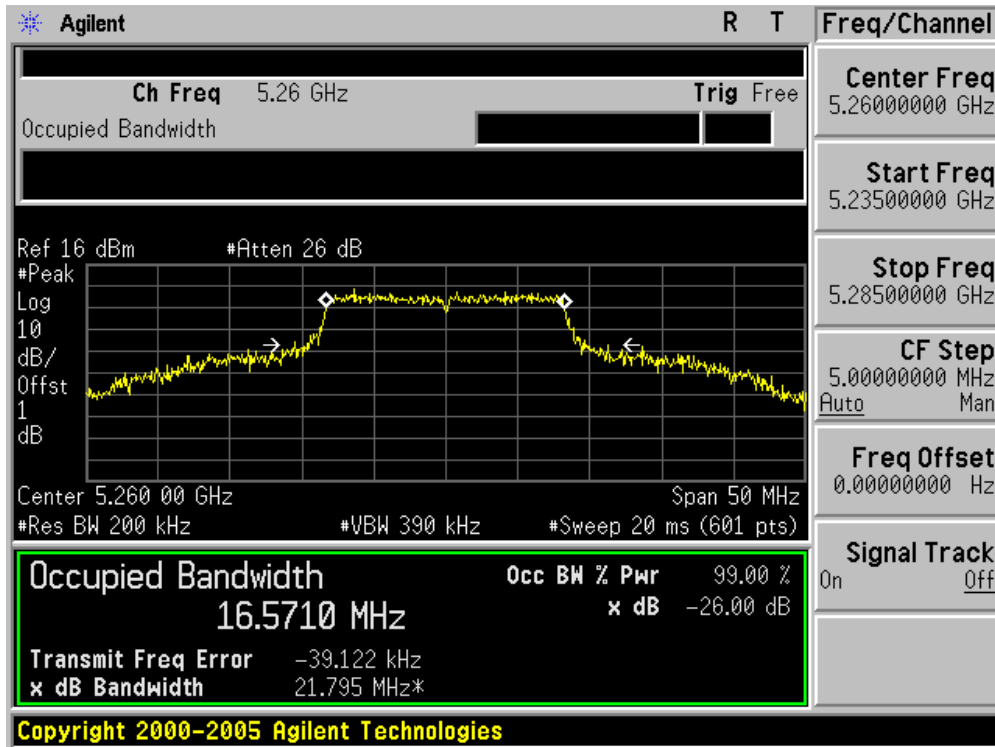 Agilent R T
Ch Freq 5.26 GHz Trig Free
Occupied Bandwidth
Ref 16 dBm #Atten 26 dB
#Peak
Log
10
dB/
Offst
1
dB
Center 5.260 00 GHz Span 50 MHz
#Res BW 200 kHz #VBW 390 kHz #Sweep 20 ms (601 pts)
Occupied Bandwidth
16.5710 MHz
Occ BW % Pwr 99.00 %
x dB -26.00 dB
Transmit Freq Error -39.122 kHz
x dB Bandwidth 21.795 MHz*
Copyright 2000-2005 Agilent Technologies
Freq/Channel
Center Freq
5.26000000 GHz
Start Freq
5.23500000 GHz
Stop Freq
5.28500000 GHz
CF Step
5.00000000 MHz
Auto Man
Freq Offset
0.00000000 Hz
Signal Track
On Off